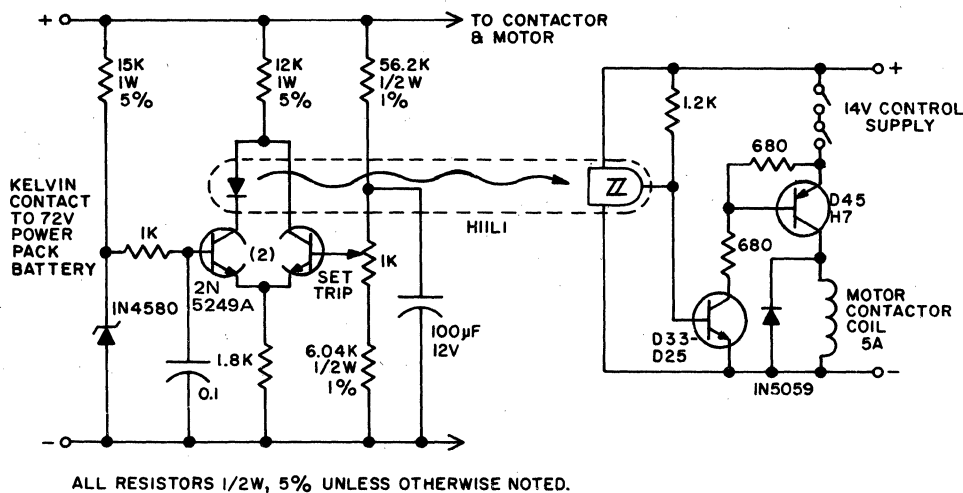 +
TO CONTACTOR
& MOTOR
15K
1W
5%
12K
1W
5%
56.2K
1/2W
1%
+
1.2K
14V CONTROL
SUPPLY
680
KELVIN
CONTACT
TO 72V
POWER
PACK
BATTERY
H11L1
D45
H7
1K
(2)
2N
5249A
SET
TRIP
1K
680
1N4580
100µF
12V
MOTOR
CONTACTOR
COIL
5A
1.8K
0.1
6.04K
1/2W
1%
D33-
D25
1N5059
-
-
ALL RESISTORS 1/2W, 5% UNLESS OTHERWISE NOTED.